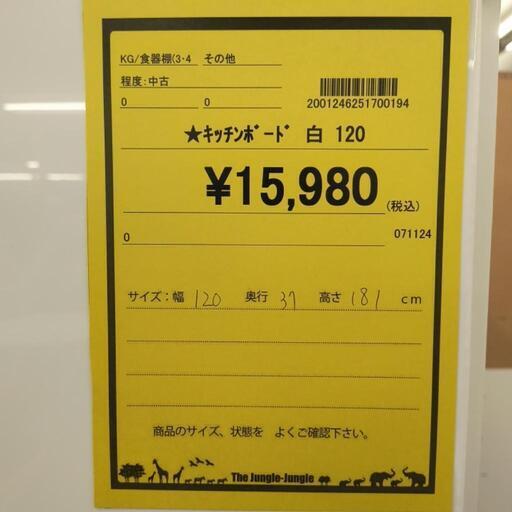 KG/食器棚(3･4 その他
程度:中古
0 0
2001246251700194
★ｷｯﾁﾝﾎﾞｰﾄﾞ 白 120
¥15,980(税込)
0 071124
サイズ:幅 120 奥行 37 高さ 181 cm
商品のサイズ、状態を よくご確認下さい。
The Jungle-Jungle